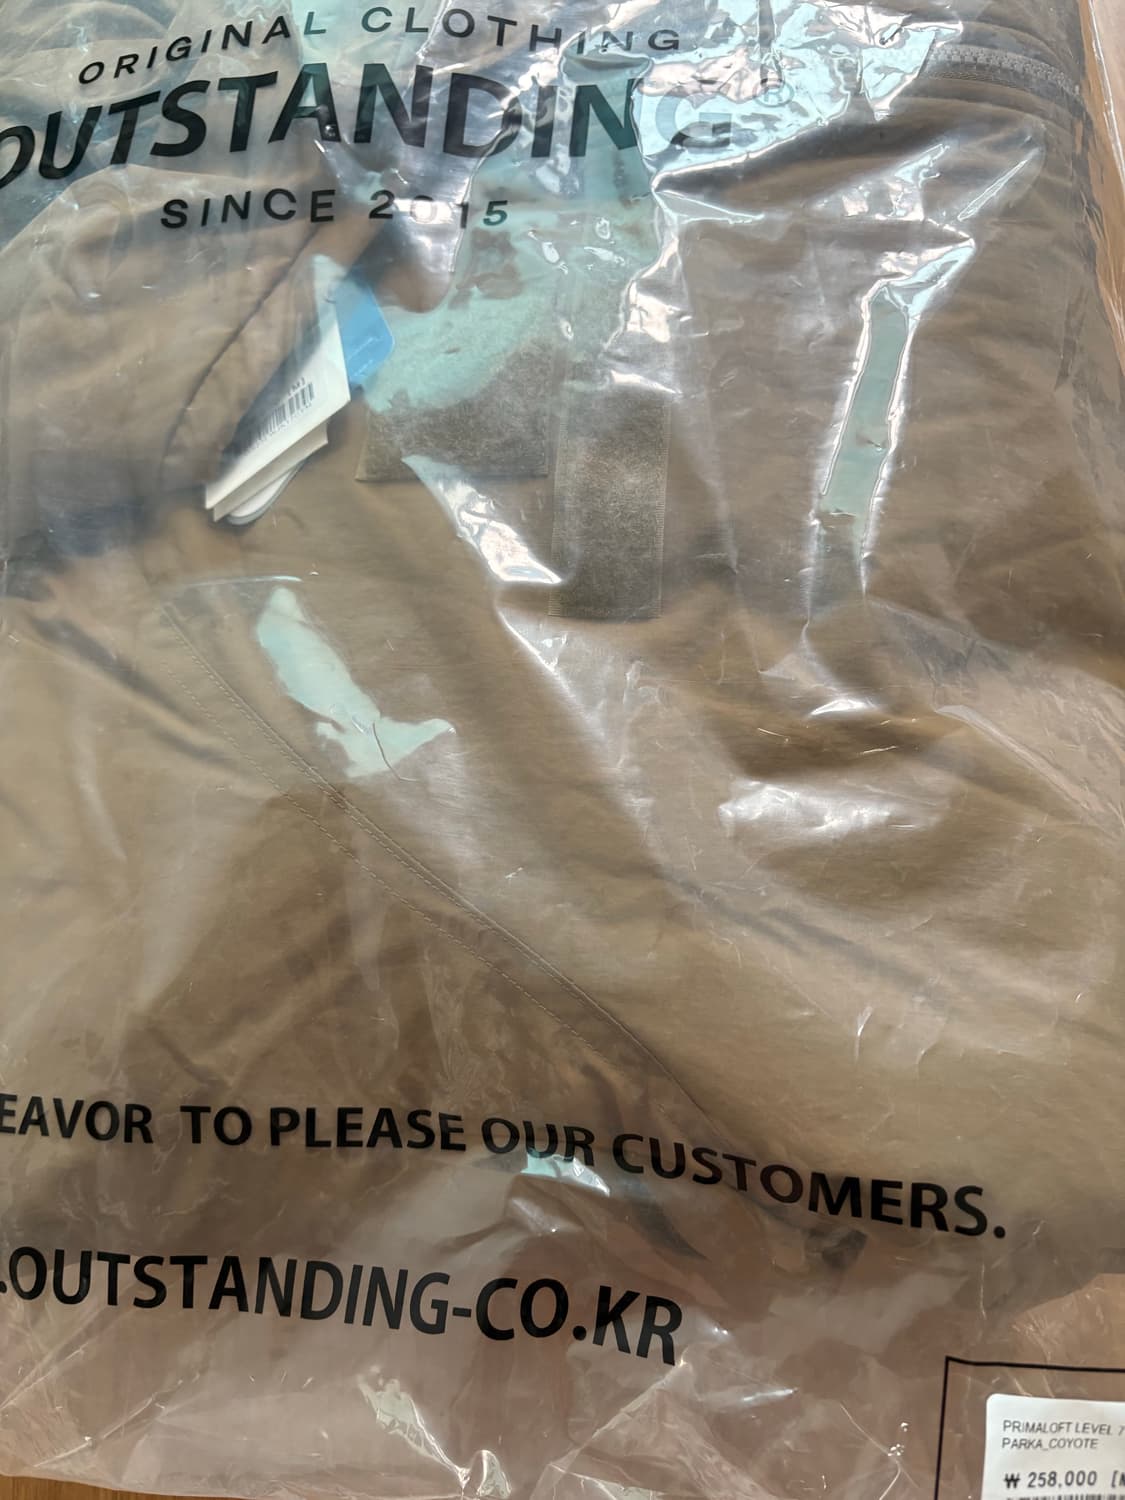 ORIGINAL CLOTHING
OUTSTANDING®
SINCE 2015
EAVOR TO PLEASE OUR CUSTOMERS.
.OUTSTANDING-CO.KR
PRIMALOFT LEVEL 7
PARKA_COYOTE
₩ 258,000 [